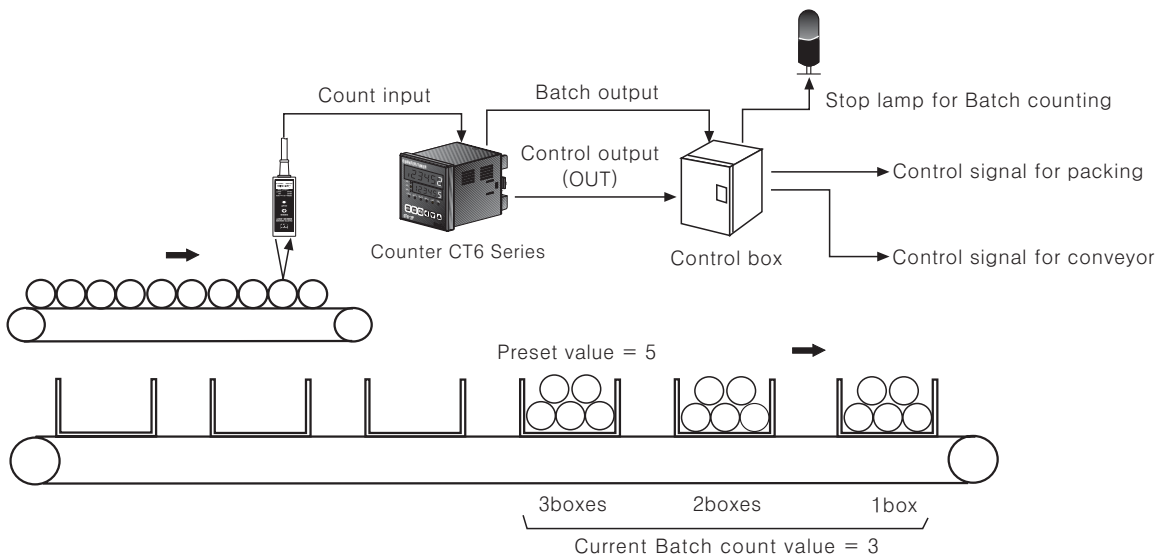 Count input
Batch output
Stop lamp for Batch counting
Control output
(OUT)
Control signal for packing
Counter CT6 Series
Control box
Control signal for conveyor
Preset value = 5
3boxes
2boxes
1box
Current Batch count value = 3